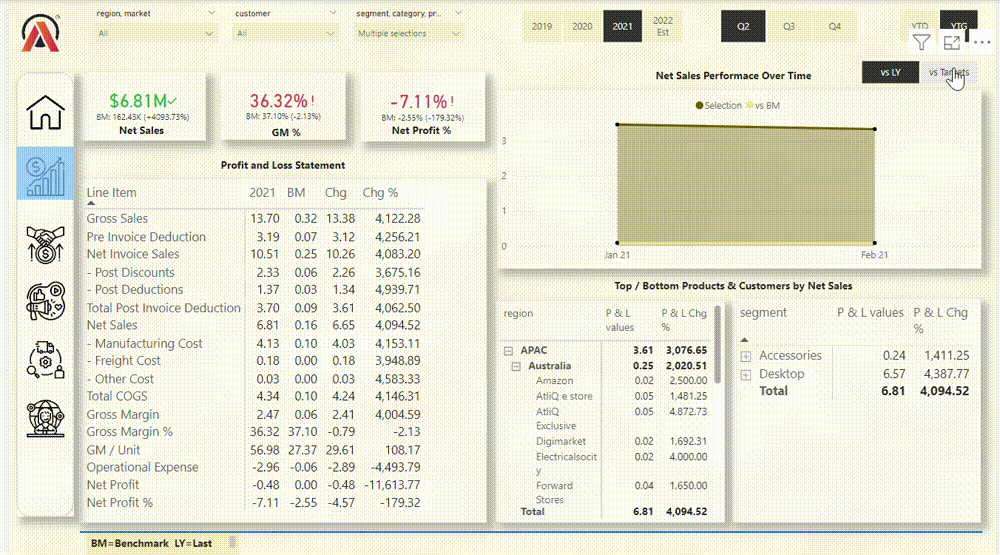 region, market
customer
segment, category, pr...
All
All
Multiple selections
2019 2020 2021 2022 Est
Q2 Q3 Q4
YTD YTG
vs LY vs Targets
$6.81M
BM: 162.43K (+4093.73%)
Net Sales
36.32%!
BM: 37.10% (-2.13%)
GM %
-7.11%!
BM: -2.55% (-179.32%)
Net Profit %
Net Sales Performace Over Time
Selection vs BM
3
2
1
0
Jan 21 Feb 21
Profit and Loss Statement
Line Item 2021 BM Chg Chg %
Gross Sales 13.70 0.32 13.38 4,122.28
Pre Invoice Deduction 3.19 0.07 3.12 4,256.21
Net Invoice Sales 10.51 0.25 10.26 4,083.20
- Post Discounts 2.33 0.06 2.26 3,675.16
- Post Deductions 1.37 0.03 1.34 4,939.71
Total Post Invoice Deduction 3.70 0.09 3.61 4,062.50
Net Sales 6.81 0.16 6.65 4,094.52
- Manufacturing Cost 4.13 0.10 4.03 4,153.11
- Freight Cost 0.18 0.00 0.18 3,948.89
- Other Cost 0.03 0.00 0.03 4,583.33
Total COGS 4.34 0.10 4.24 4,146.31
Gross Margin 2.47 0.06 2.41 4,004.59
Gross Margin % 36.32 37.10 -0.79 -2.13
GM / Unit 56.98 27.37 29.61 108.17
Operational Expense -2.96 -0.06 -2.89 -4,493.79
Net Profit -0.48 0.00 -0.48 -11,613.77
Net Profit % -7.11 -2.55 -4.57 -179.32
Top / Bottom Products & Customers by Net Sales
region P & L values P & L Chg %
APAC 3.61 3,076.65
Australia 0.25 2,020.51
Amazon 0.02 2,500.00
AtliQ e store 0.05 1,481.25
AtliQ Exclusive 0.05 4,872.73
Digimarket 0.02 1,692.31
Electricalsocity 0.02 4,000.00
Forward Stores 0.04 1,650.00
Total 6.81 4,094.52
segment P & L values P & L Chg %
Accessories 0.24 1,411.25
Desktop 6.57 4,387.77
Total 6.81 4,094.52
BM=Benchmark LY=Last